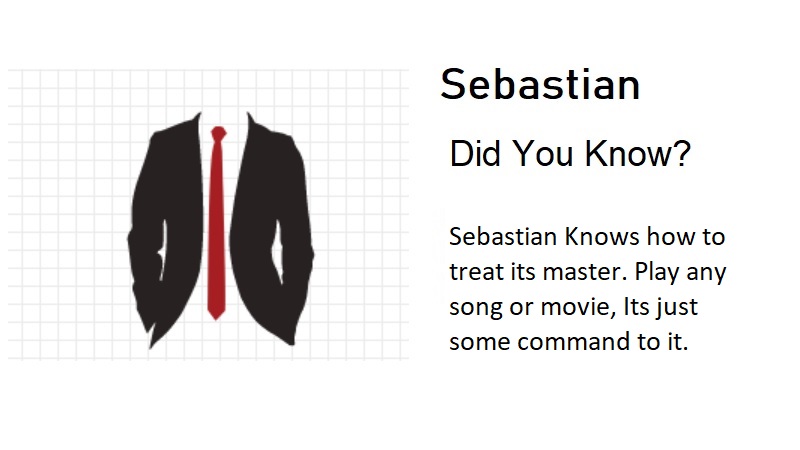 Sebastian
Did You Know?
Sebastian Knows how to
treat its master. Play any
song or movie, Its just
some command to it.